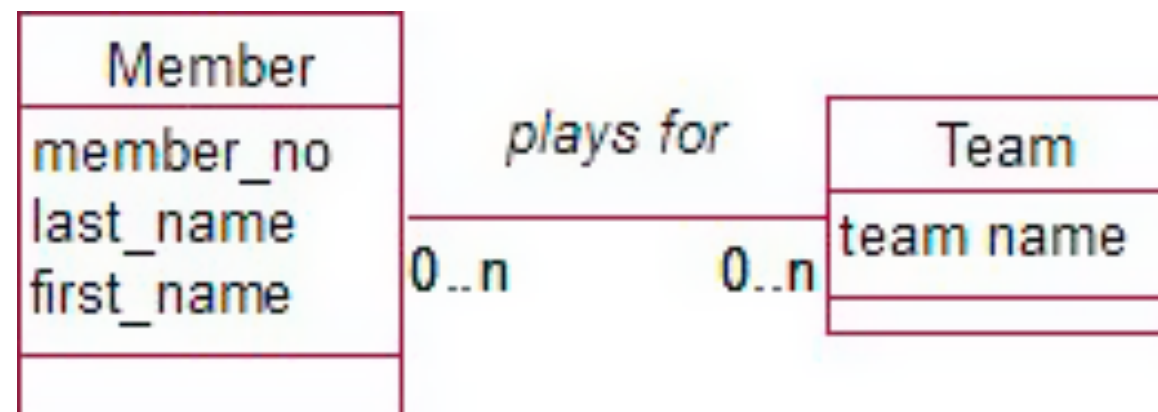 Member
member_no
last_name
first_name
plays for
0..n
0..n
Team
team name